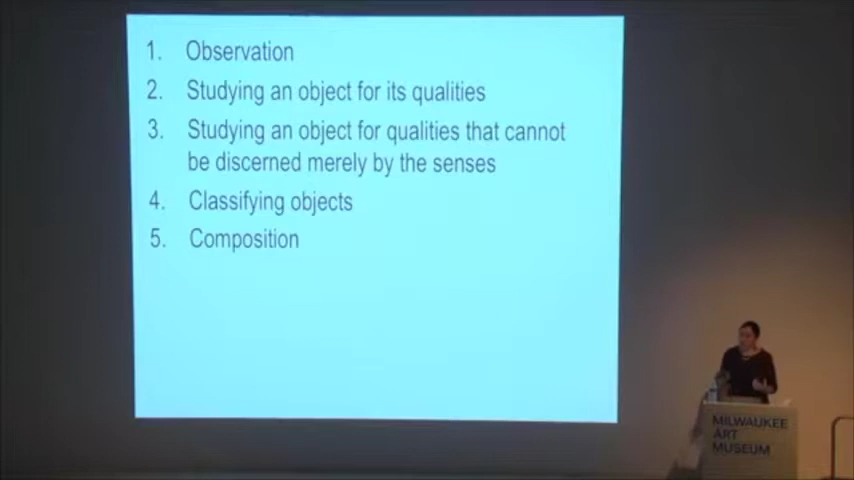 1. Observation
2. Studying an object for its qualities
3. Studying an object for qualities that cannot
be discerned merely by the senses
4. Classifying objects
5. Composition
MILWAUKEE
ART
MUSEUM